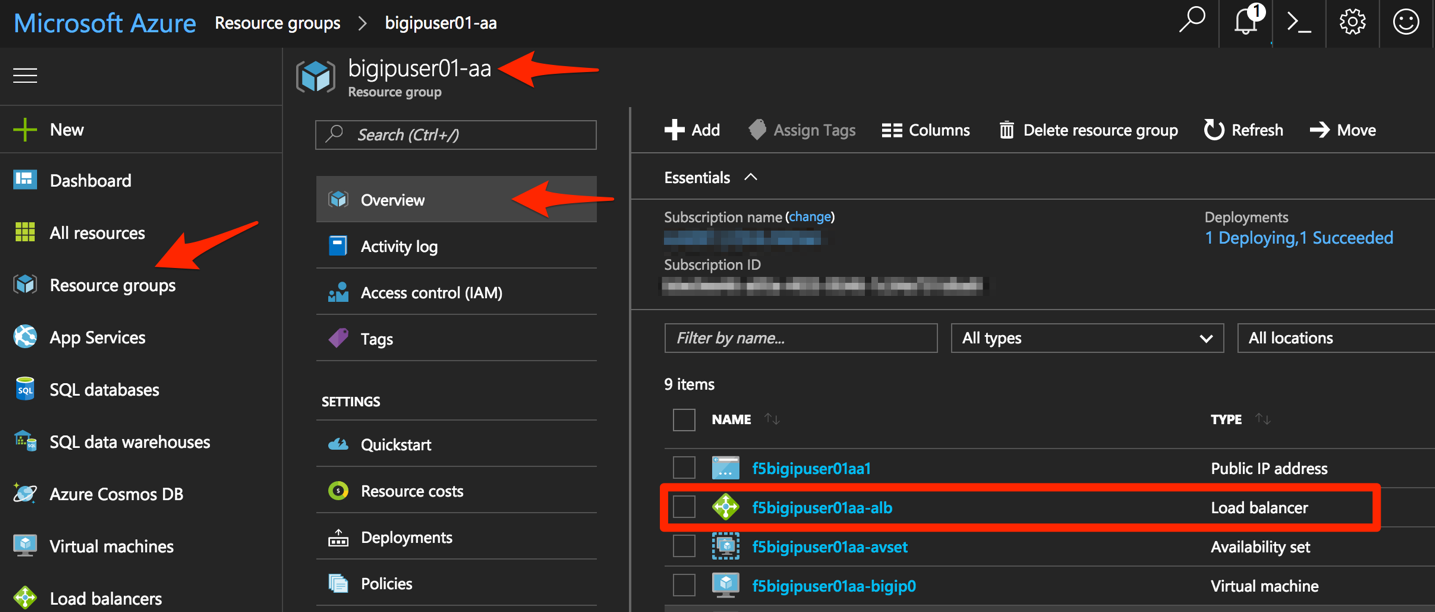 Microsoft Azure Resource groups > bigipuser01-aa
1
bigipuser01-aa
Resource group
Search (Ctrl+/)
New
Dashboard
All resources
Resource groups
App Services
SQL databases
SQL data warehouses
Azure Cosmos DB
Virtual machines
Load balancers
Overview
Activity log
Access control (IAM)
Tags
SETTINGS
Quickstart
Resource costs
Deployments
Policies
Add Assign Tags Columns Delete resource group Refresh Move
Essentials
Subscription name (change)
Deployments
1 Deploying,1 Succeeded
Subscription ID
Filter by name...
All types
All locations
9 items
NAME TYPE
f5bigipuser01aa1 Public IP address
f5bigipuser01aa-alb Load balancer
f5bigipuser01aa-avset Availability set
f5bigipuser01aa-bigip0 Virtual machine